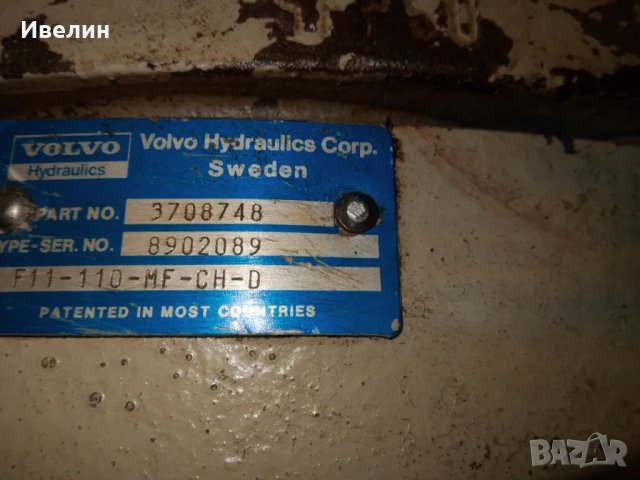 Ивелин
VOLVO
Hydraulics
Volvo Hydraulics Corp.
Sweden
PART NO. 3708748
YPE-SER. NO. 8902089
F11-110-MF-CH-D
PATENTED IN MOST COUNTRIES
BAZAR